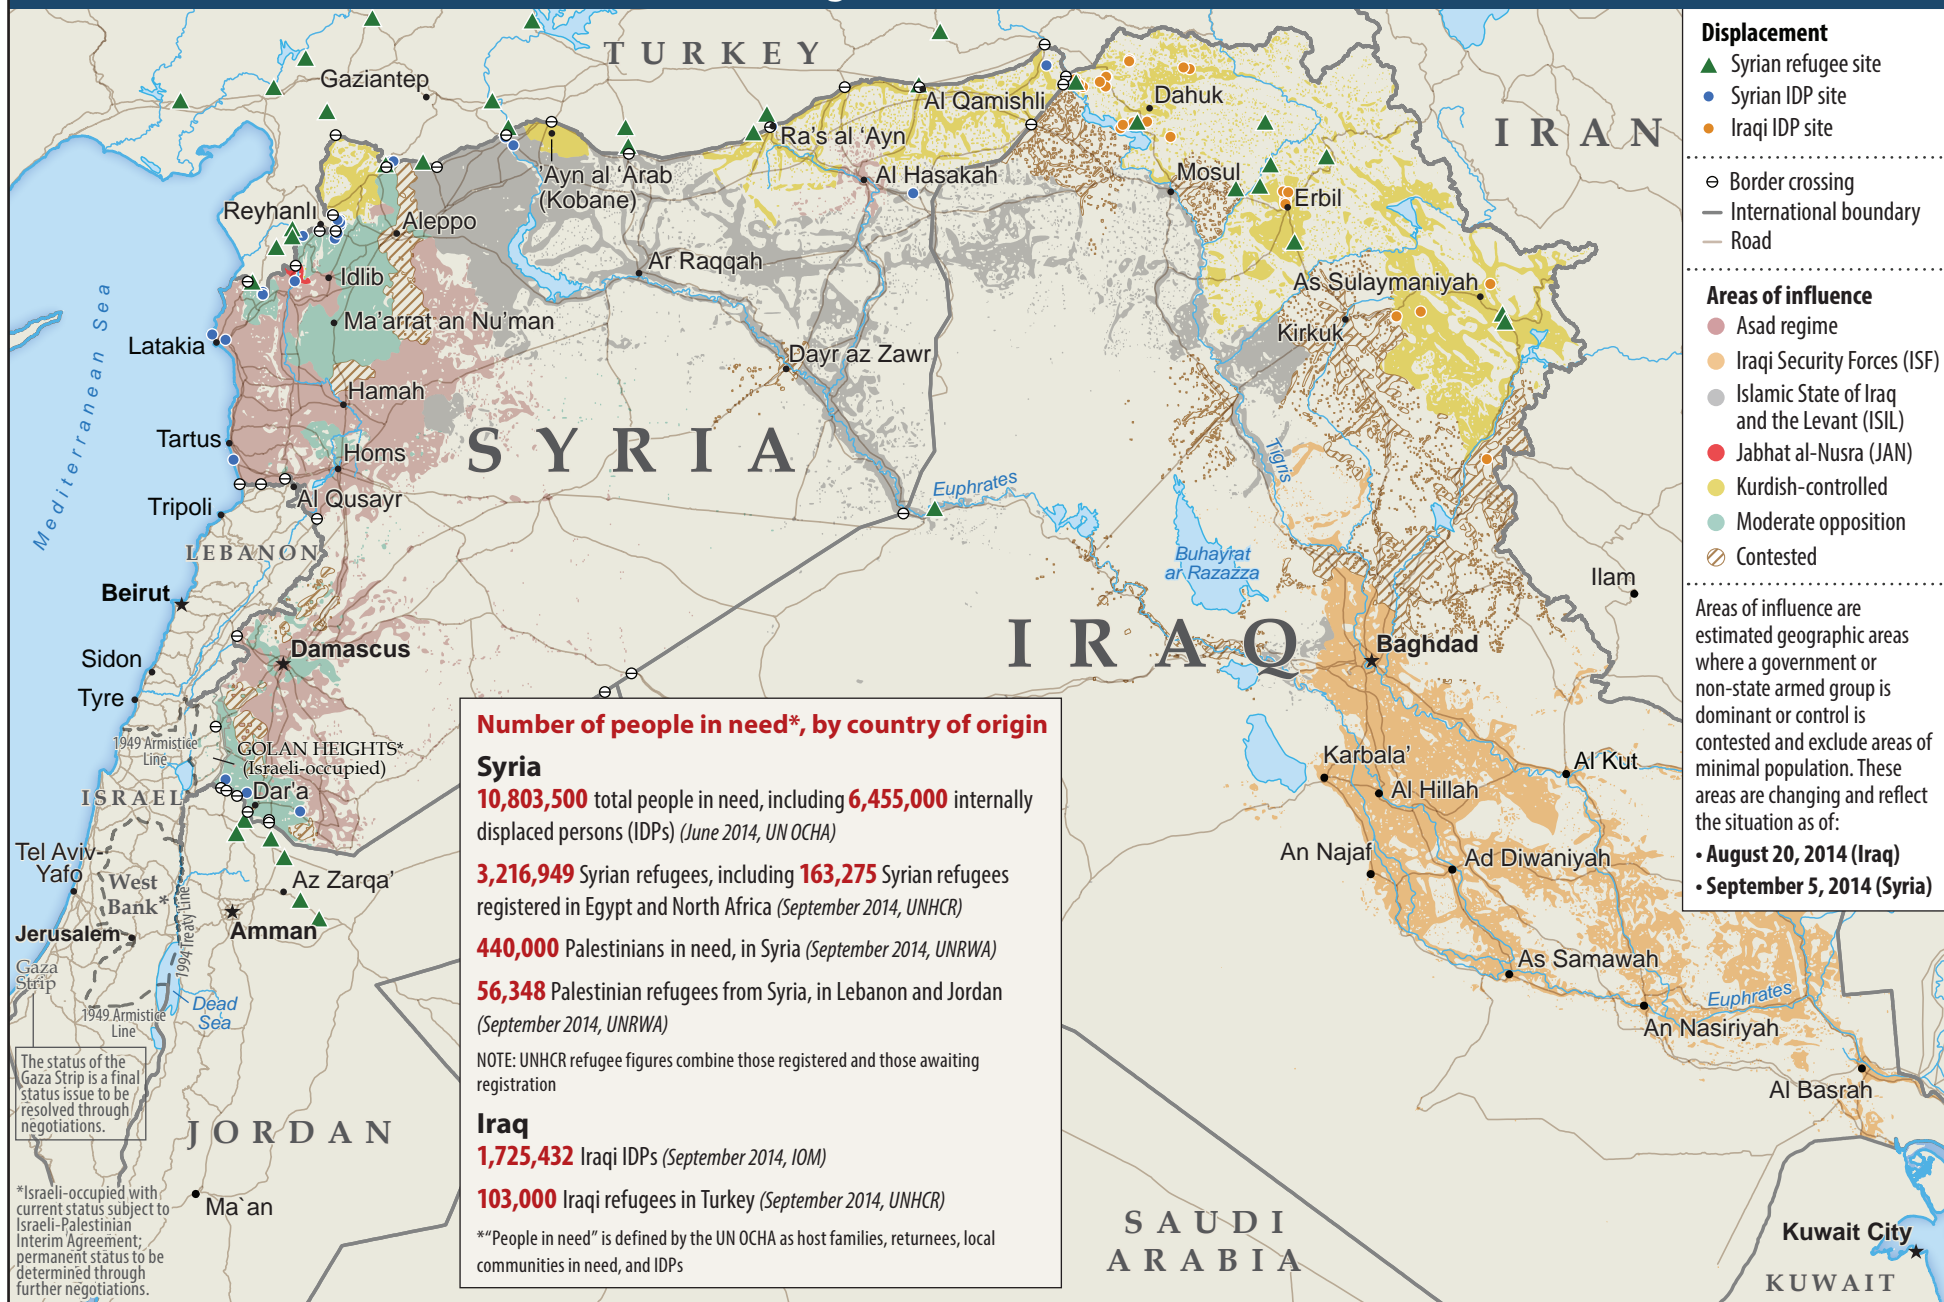 TURKEY
Gaziantep
Al Qamishli
Dahuk
IRAN
Ra's al 'Ayn
'Ayn al 'Arab
(Kobane)
Al Hasakah
Mosul
Erbil
Reyhanlı
Aleppo
Idlib
Ar Raqqah
As Sulaymaniyah
Ma'arrat an Nu'man
Kirkuk
Latakia
Dayr az Zawr
Mediterranean Sea
Hamah
SYRIA
Tartus
Homs
Tigris
Al Qusayr
Euphrates
Tripoli
LEBANON
Buhayrat
ar Razazza
Ilam
Beirut
IRAQ
Baghdad
Damascus
Sidon
Tyre
1949 Armistice
Line
GOLAN HEIGHTS*
(Israeli-occupied)
Karbala'
Al Kut
ISRAEL
Dar'a
Al Hillah
Tel Aviv-
Yafo
West
Bank*
An Najaf
Ad Diwaniyah
Az Zarqa'
1994 Treaty Line
Amman
Jerusalem
Gaza
Strip
As Samawah
Dead
Sea
Euphrates
1949 Armistice
Line
An Nasiriyah
The status of the
Gaza Strip is a final
status issue to be
resolved through
negotiations.
Al Basrah
JORDAN
*Israeli-occupied with
current status subject to
Israeli-Palestinian
Interim Agreement;
permanent status to be
determined through
further negotiations.
Ma`an
SAUDI
ARABIA
Kuwait City
KUWAIT
Number of people in need*, by country of origin
Syria
10,803,500 total people in need, including 6,455,000 internally
displaced persons (IDPs) (June 2014, UN OCHA)
3,216,949 Syrian refugees, including 163,275 Syrian refugees
registered in Egypt and North Africa (September 2014, UNHCR)
440,000 Palestinians in need, in Syria (September 2014, UNRWA)
56,348 Palestinian refugees from Syria, in Lebanon and Jordan
(September 2014, UNRWA)
NOTE: UNHCR refugee figures combine those registered and those awaiting
registration
Iraq
1,725,432 Iraqi IDPs (September 2014, IOM)
103,000 Iraqi refugees in Turkey (September 2014, UNHCR)
*"People in need" is defined by the UN OCHA as host families, returnees, local
communities in need, and IDPs
Displacement
Syrian refugee site
Syrian IDP site
Iraqi IDP site
Border crossing
International boundary
Road
Areas of influence
Asad regime
Iraqi Security Forces (ISF)
Islamic State of Iraq
and the Levant (ISIL)
Jabhat al-Nusra (JAN)
Kurdish-controlled
Moderate opposition
Contested
Areas of influence are
estimated geographic areas
where a government or
non-state armed group is
dominant or control is
contested and exclude areas of
minimal population. These
areas are changing and reflect
the situation as of:
• August 20, 2014 (Iraq)
• September 5, 2014 (Syria)